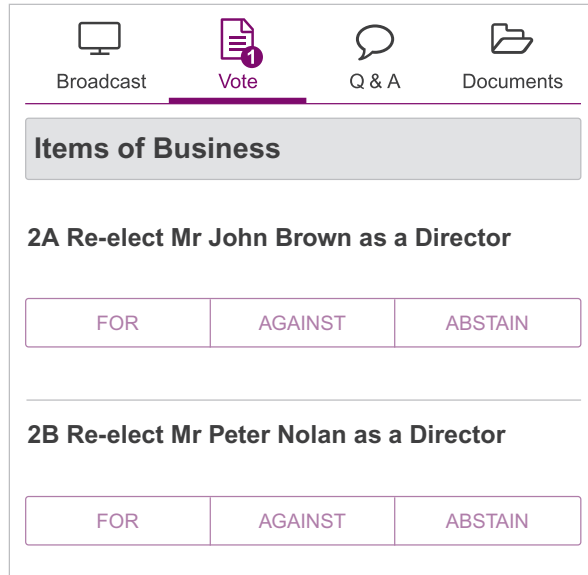 1
Broadcast Vote Q & A Documents
Items of Business
2A Re-elect Mr John Brown as a Director
FOR AGAINST ABSTAIN
2B Re-elect Mr Peter Nolan as a Director
FOR AGAINST ABSTAIN